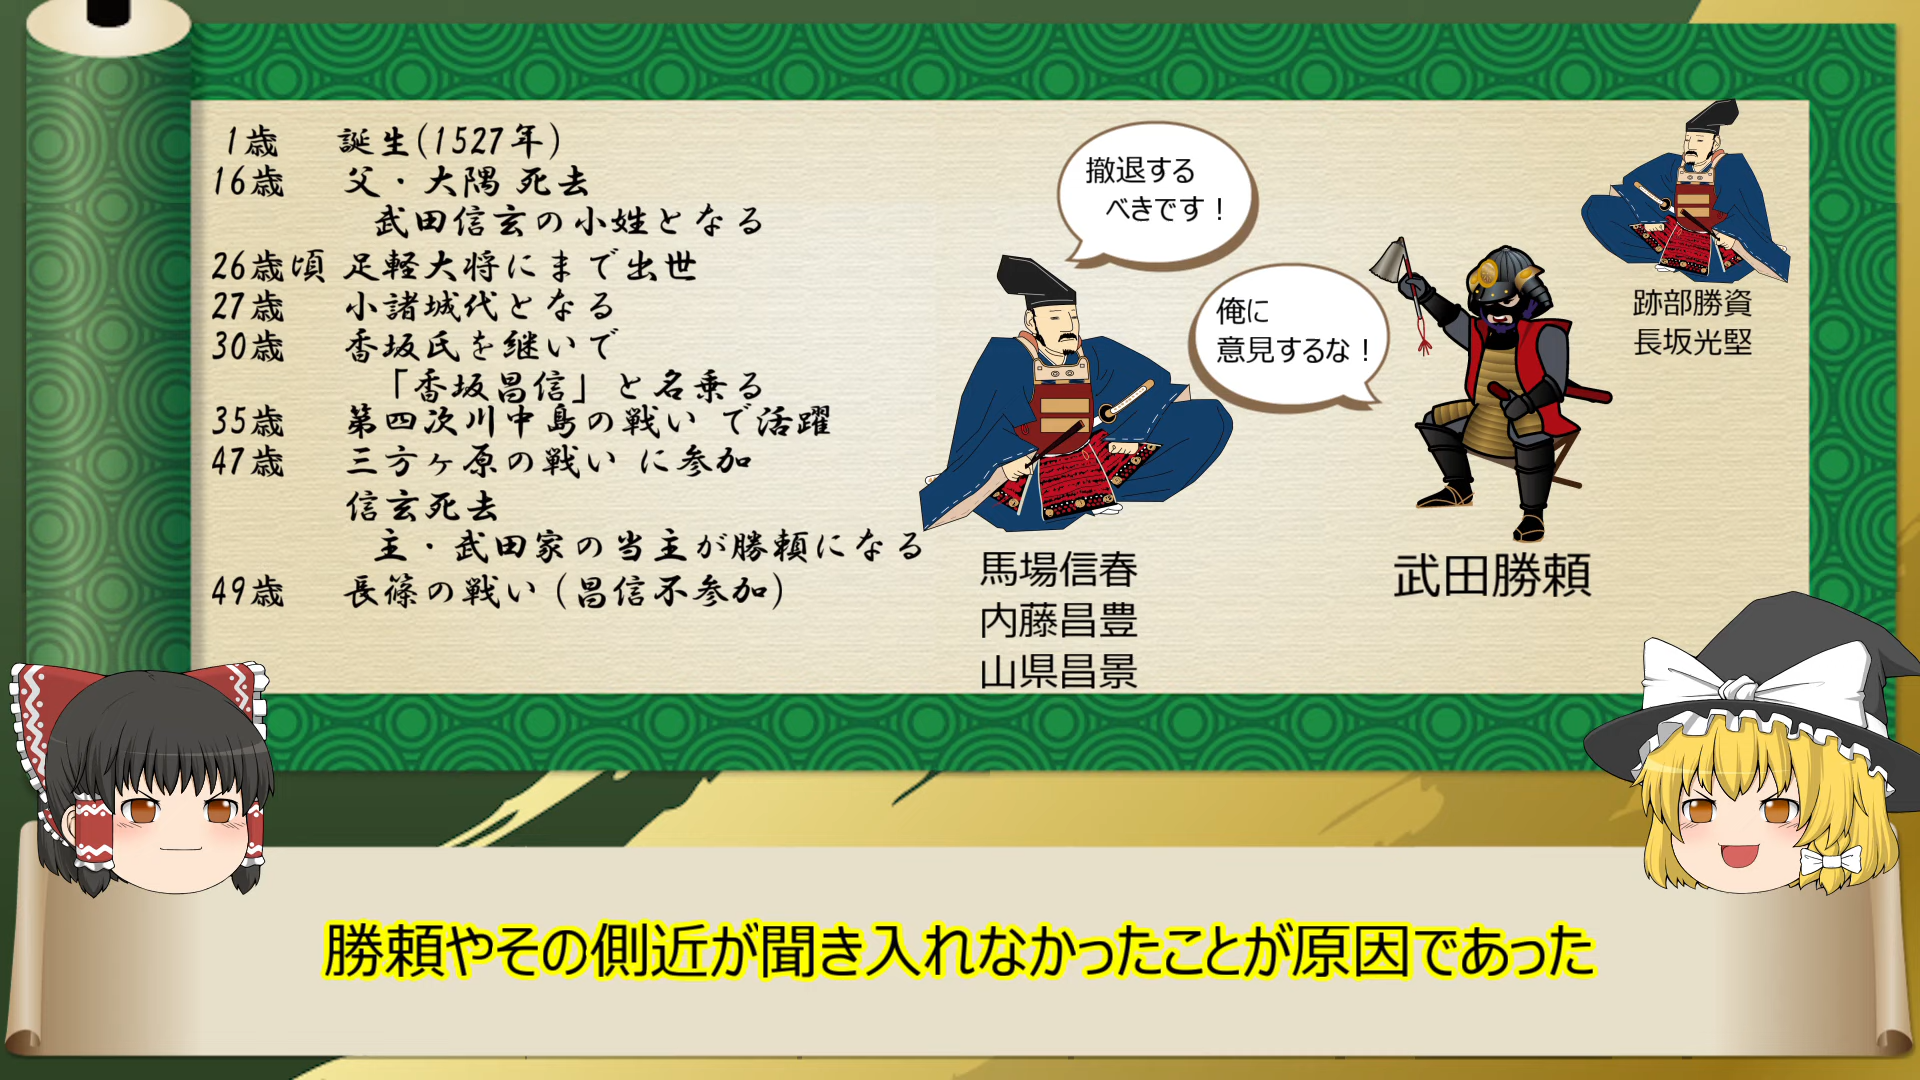 1歳 誕生(1527年)
16歳 父・大隅 死去
武田信玄の小姓となる
26歳頃 足軽大将にまで出世
27歳 小諸城代となる
30歳 香坂氏を継いで
「香坂昌信」と名乗る
35歳 第四次川中島の戦い で活躍
47歳 三方ヶ原の戦い に参加
信玄死去
主・武田家の当主が勝頼になる
49歳 長篠の戦い(昌信不参加)
撤退する
べきです!
俺に
意見するな!
馬場信春
内藤昌豊
山県昌景
武田勝頼
跡部勝資
長坂光堅
勝頼やその側近が聞き入れなかったことが原因であった